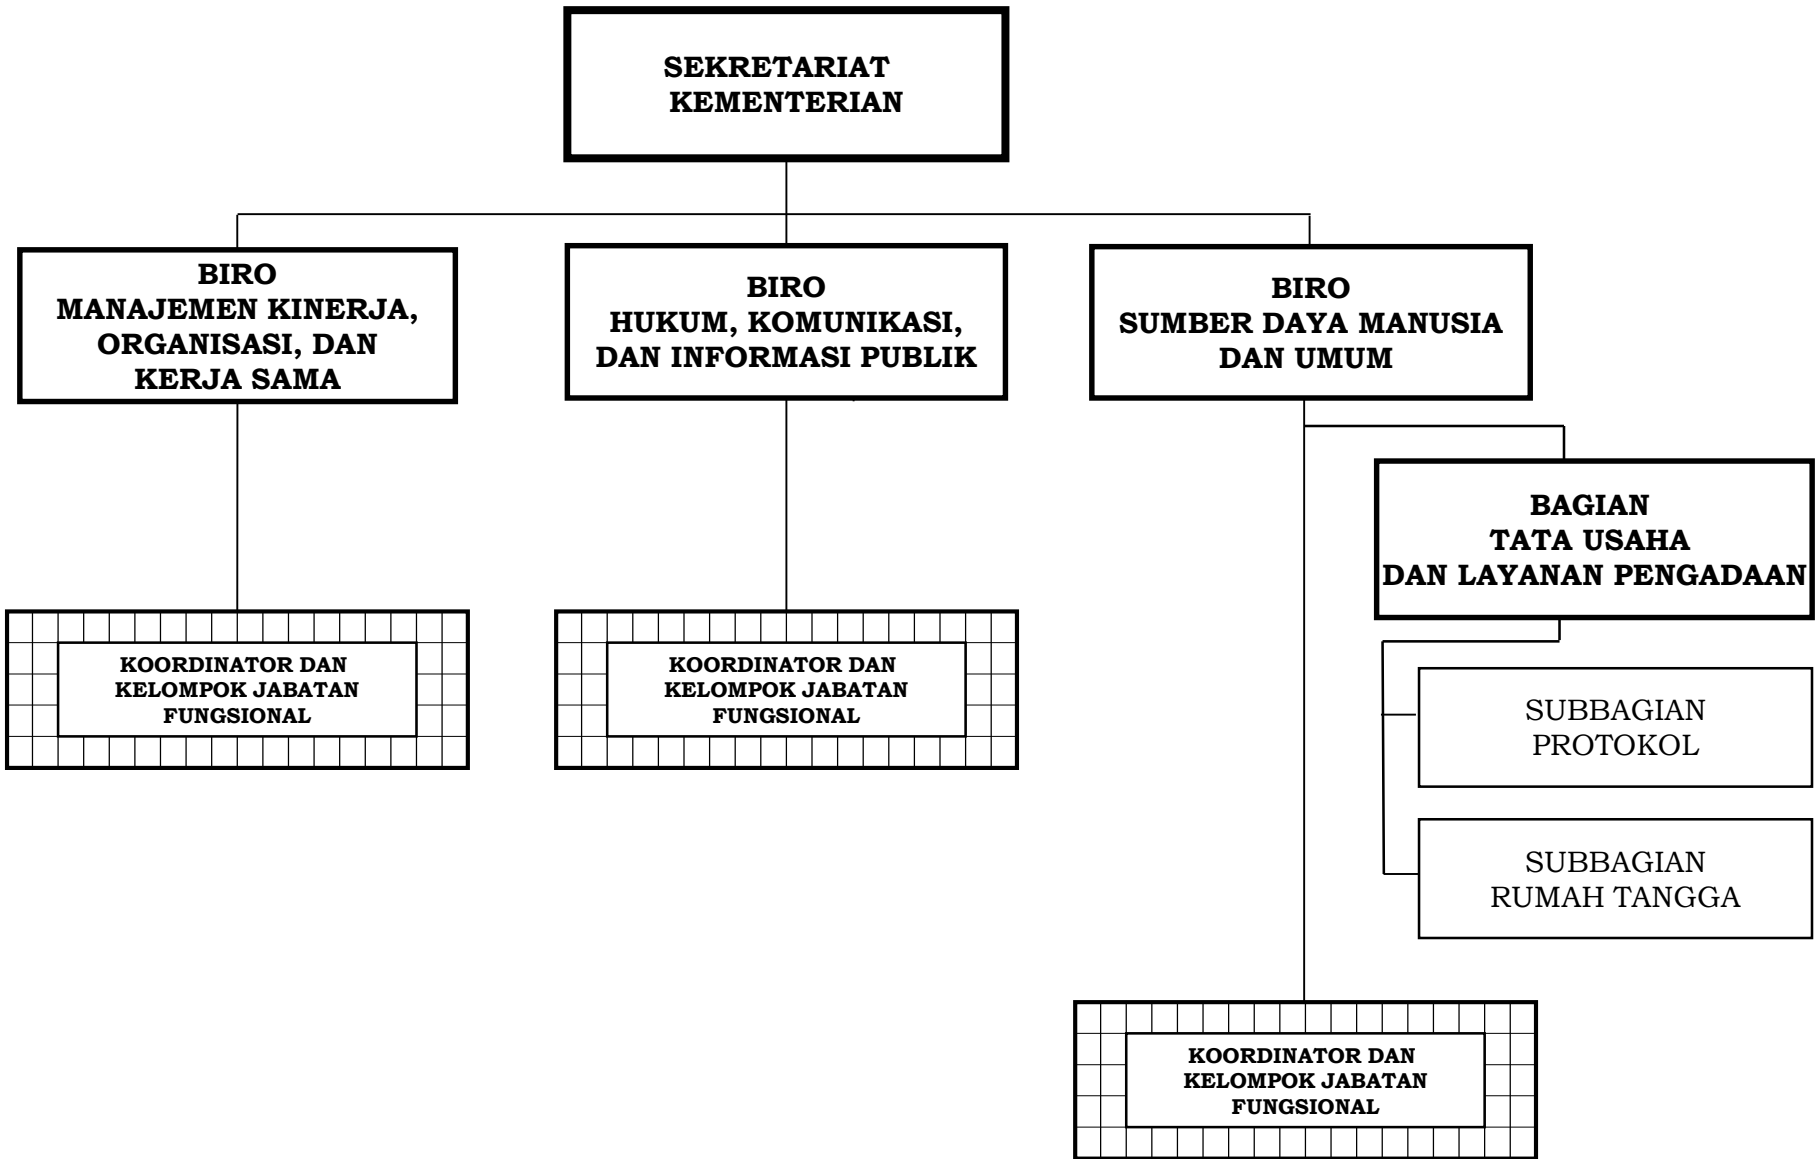 SEKRETARIAT
KEMENTERIAN
BIRO
MANAJEMEN KINERJA,
ORGANISASI, DAN
KERJA SAMA
BIRO
HUKUM, KOMUNIKASI,
DAN INFORMASI PUBLIK
BIRO
SUMBER DAYA MANUSIA
DAN UMUM
BAGIAN
TATA USAHA
DAN LAYANAN PENGADAAN
KOORDINATOR DAN
KELOMPOK JABATAN
FUNGSIONAL
KOORDINATOR DAN
KELOMPOK JABATAN
FUNGSIONAL
SUBBAGIAN
PROTOKOL
SUBBAGIAN
RUMAH TANGGA
KOORDINATOR DAN
KELOMPOK JABATAN
FUNGSIONAL